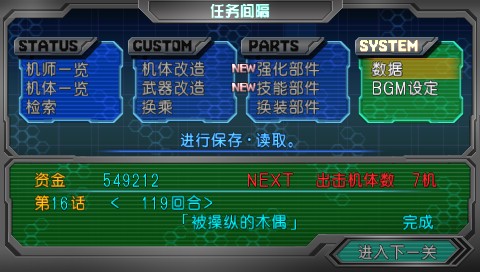 任务间隔
STATUS CUSTOM PARTS SYSTEM
机师一览 机体改造 NEW强化部件 数据
机体一览 武器改造 NEW技能部件 BGM设定
检索 换乘 换装部件
进行保存·读取。
资金 549212 NEXT 出击机体数 7机
第16话 < 119回合>
「被操纵的木偶」 完成
进入下一关